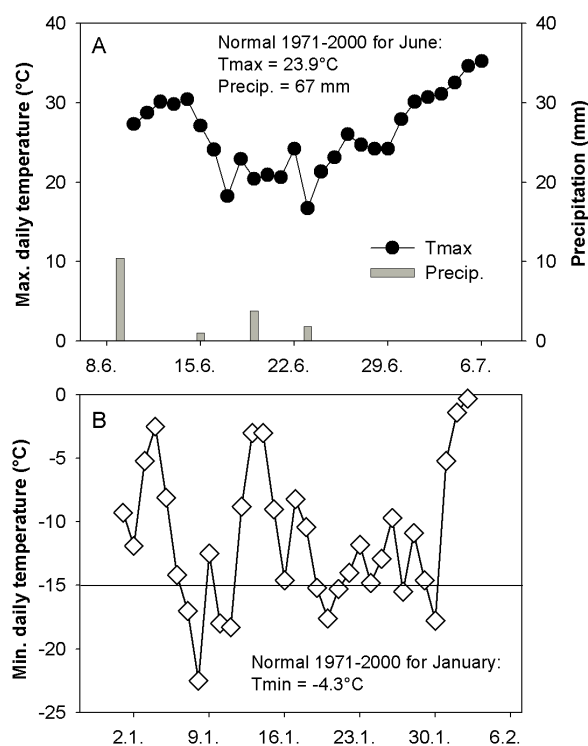 A
Normal 1971-2000 for June:
Tmax = 23.9°C
Precip. = 67 mm
Max. daily temperature (°C)
40
30
20
10
0
Precipitation (mm)
40
30
20
10
0
Tmax
Precip.
8.6. 15.6. 22.6. 29.6. 6.7.
B
Min. daily temperature (°C)
0
-5
-10
-15
-20
-25
Normal 1971-2000 for January:
Tmin = -4.3°C
2.1. 9.1. 16.1. 23.1. 30.1. 6.2.